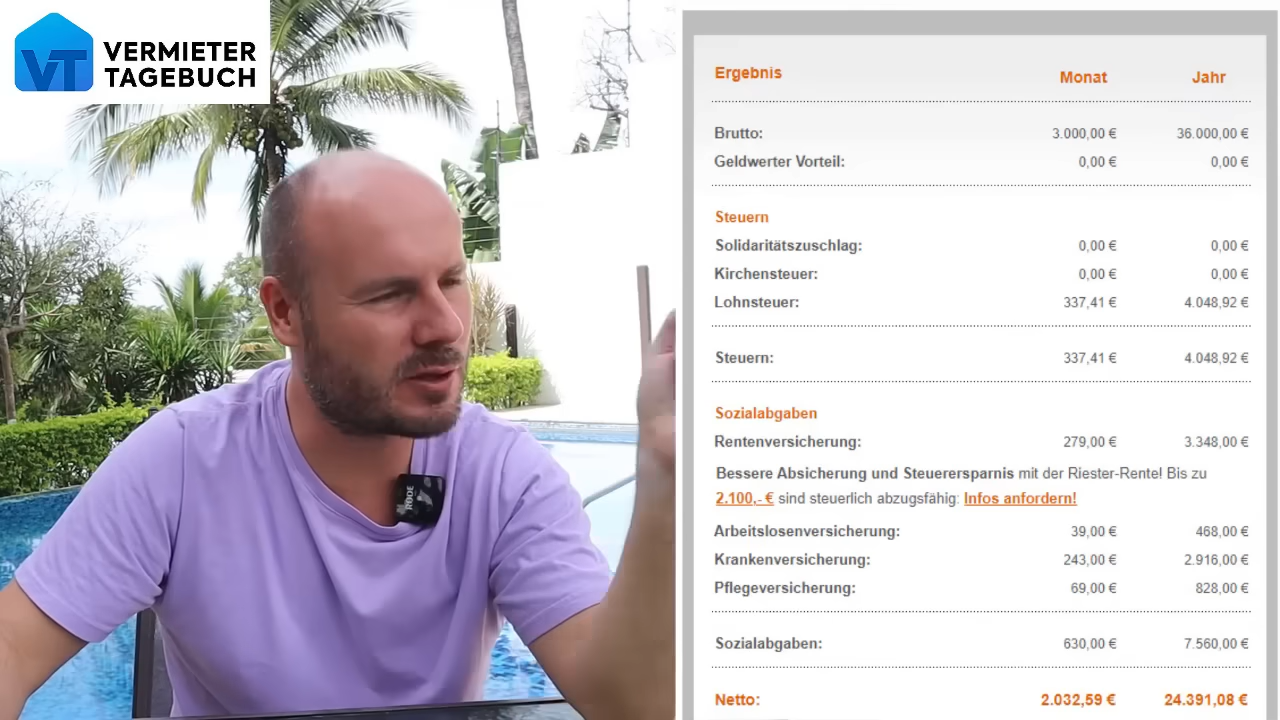 VT VERMIETER
TAGEBUCH
RODE
Ergebnis Monat Jahr
Brutto: 3.000,00 € 36.000,00 €
Geldwerter Vorteil: 0,00 € 0,00 €
Steuern
Solidaritätszuschlag: 0,00 € 0,00 €
Kirchensteuer: 0,00 € 0,00 €
Lohnsteuer: 337,41 € 4.048,92 €
Steuern: 337,41 € 4.048,92 €
Sozialabgaben
Rentenversicherung: 279,00 € 3.348,00 €
Bessere Absicherung und Steuerersparnis mit der Riester-Rente! Bis zu
2.100,- € sind steuerlich abzugsfähig: Infos anfordern!
Arbeitslosenversicherung: 39,00 € 468,00 €
Krankenversicherung: 243,00 € 2.916,00 €
Pflegeversicherung: 69,00 € 828,00 €
Sozialabgaben: 630,00 € 7.560,00 €
Netto: 2.032,59 € 24.391,08 €